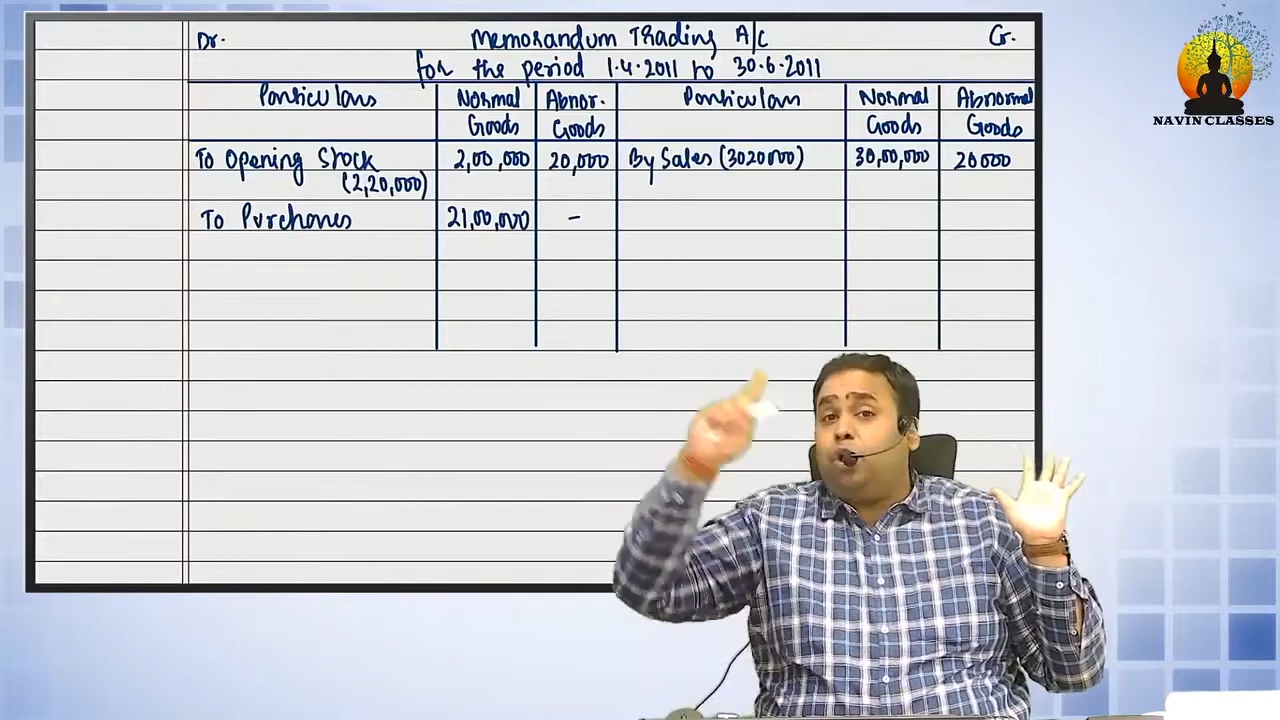 Dr. Memorandum Trading A/c Cr.
for the period 1.4.2011 to 30.6.2011
Particulars Normal Goods Abnor. Goods Particulars Normal Goods Abnormal Goods
To Opening Stock 2,00,000 20,000 By Sales (3020000) 30,00,000 20000
(2,20,000)
To Purchases 21,00,000 -
NAVIN CLASSES